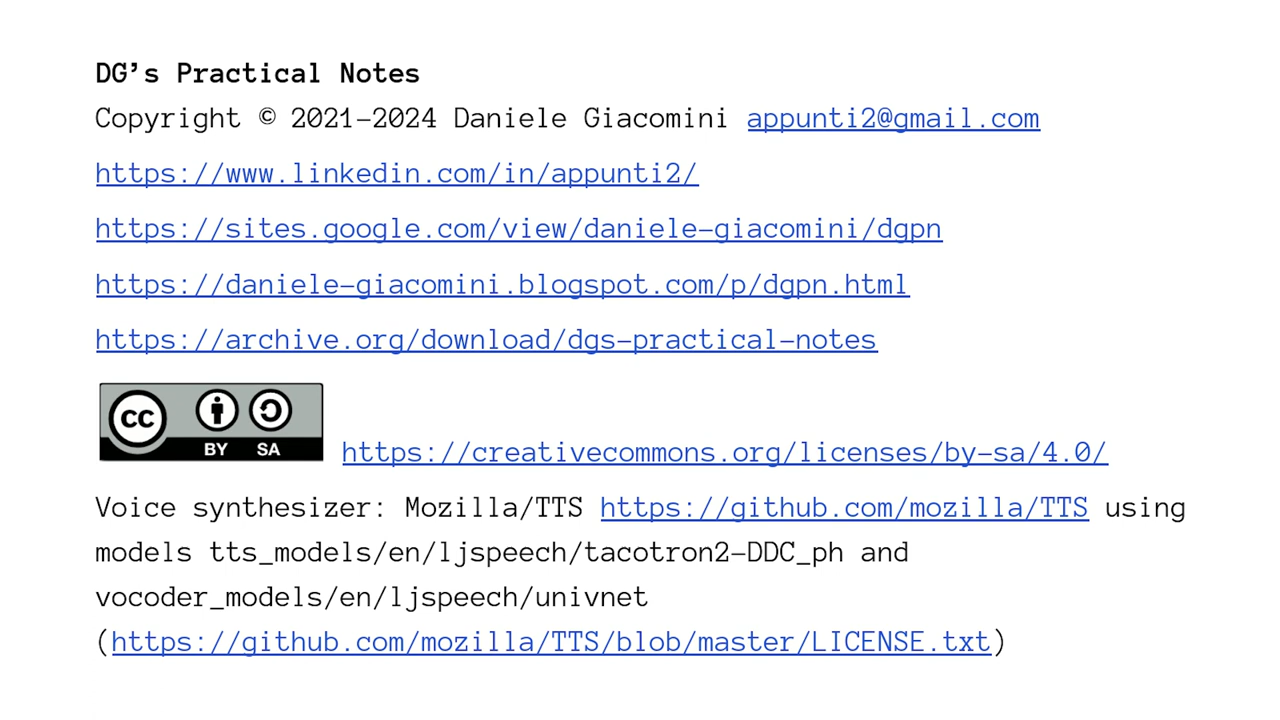 DG’s Practical Notes
Copyright © 2021-2024 Daniele Giacomini appunti2@gmail.com
https://www.linkedin.com/in/appunti2/
https://sites.google.com/view/daniele-giacomini/dgpn
https://daniele-giacomini.blogspot.com/p/dgpn.html
https://archive.org/download/dgs-practical-notes
CC BY SA https://creativecommons.org/licenses/by-sa/4.0/
Voice synthesizer: Mozilla/TTS https://github.com/mozilla/TTS using
models tts_models/en/ljspeech/tacotron2-DDC_ph and
vocoder_models/en/ljspeech/univnet
(https://github.com/mozilla/TTS/blob/master/LICENSE.txt)